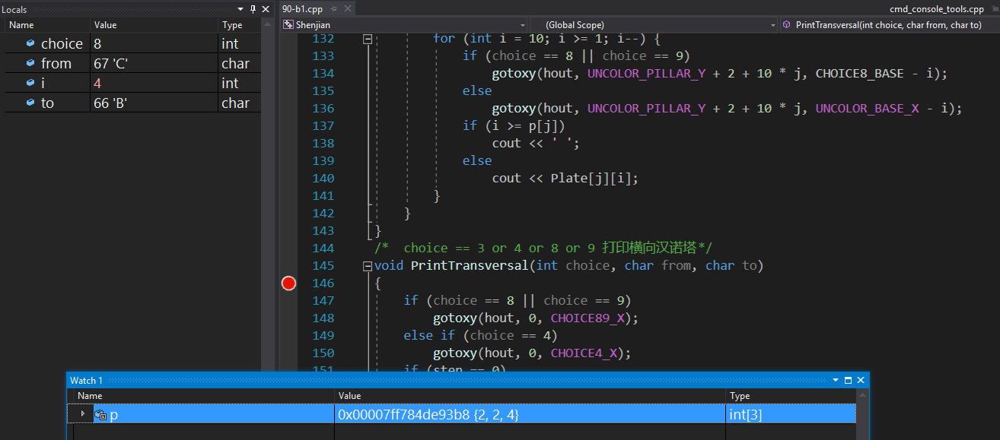 Locals
Name Value Type
choice 8 int
from 67 'C' char
i 4 int
to 66 'B' char
90-b1.cpp cmd_console_tools.cpp
Shenjian (Global Scope) PrintTransversal(int choice, char from, char to)
132 for (int i = 10; i >= 1; i--) {
133 if (choice == 8 || choice == 9)
134 gotoxy(hout, UNCOLOR_PILLAR_Y + 2 + 10 * j, CHOICE8_BASE - i);
135 else
136 gotoxy(hout, UNCOLOR_PILLAR_Y + 2 + 10 * j, UNCOLOR_BASE_X - i);
137 if (i >= p[j])
138 cout << ' ';
139 else
140 cout << Plate[j][i];
141 }
142 }
143 }
144 /* choice == 3 or 4 or 8 or 9 打印横向汉诺塔*/
145 void PrintTransversal(int choice, char from, char to)
146 {
147 if (choice == 8 || choice == 9)
148 gotoxy(hout, 0, CHOICE89_X);
149 else if (choice == 4)
150 gotoxy(hout, 0, CHOICE4_X);
151 if (step == 0)
Watch 1
Name Value Type
p 0x00007ff784de93b8 {2, 2, 4} int[3]